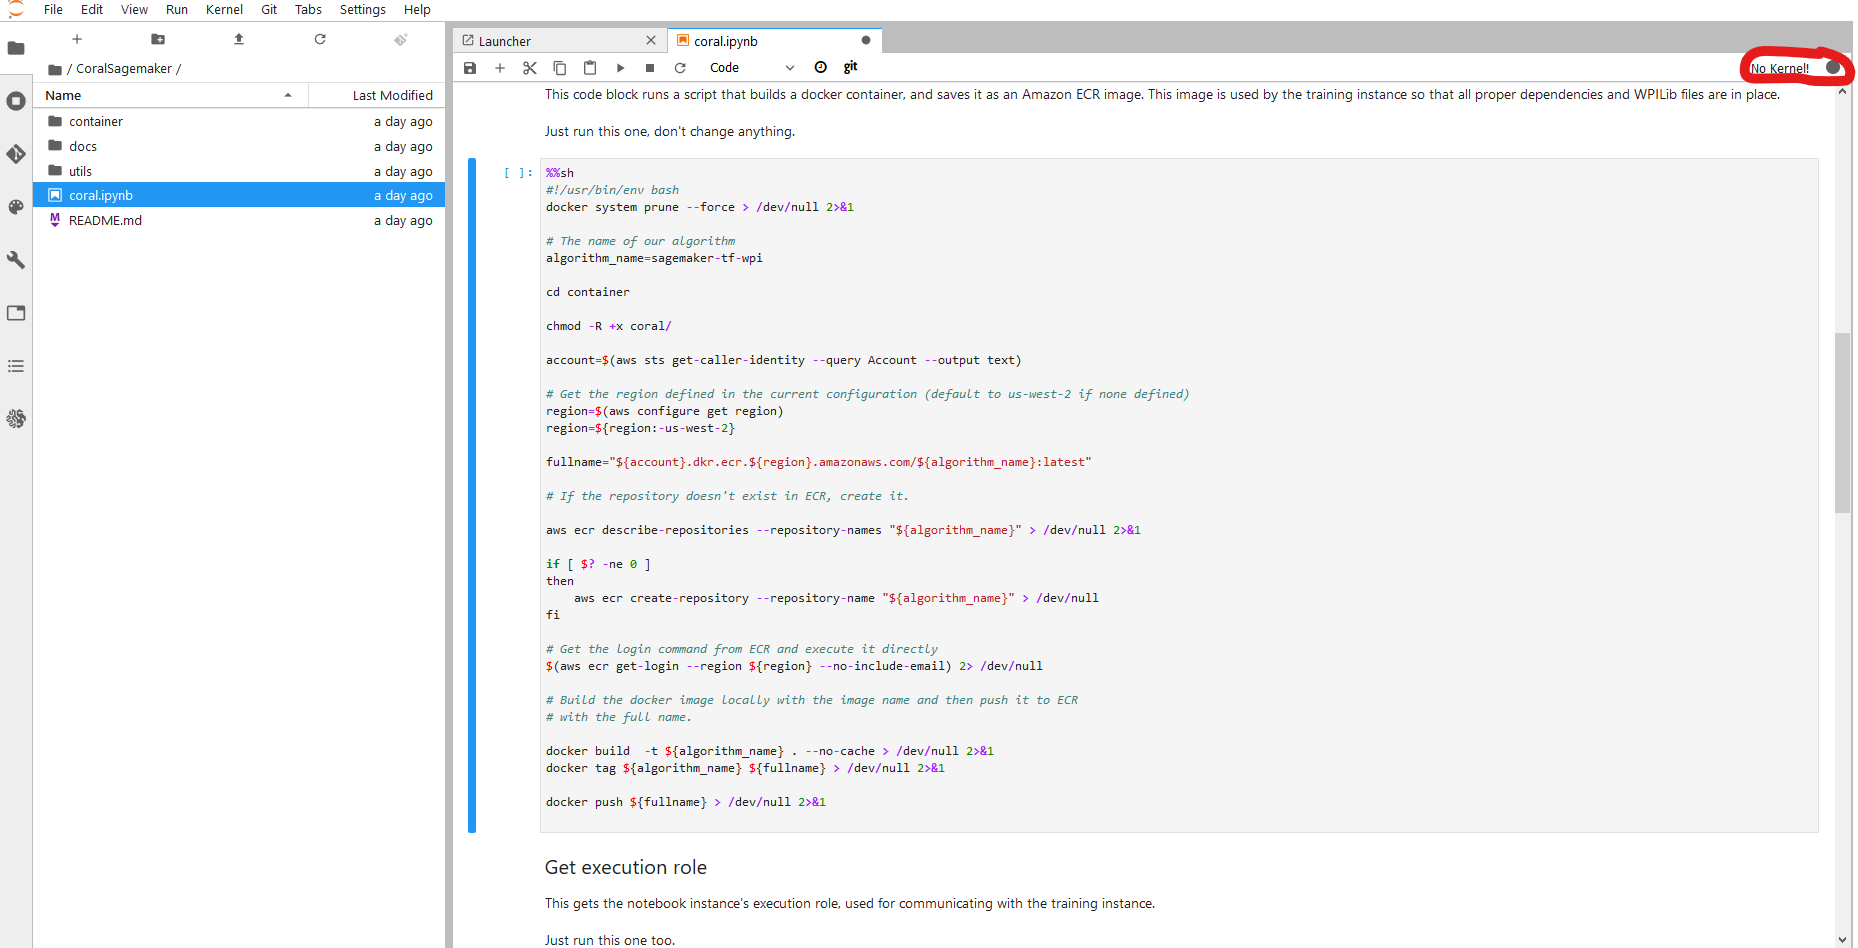 File Edit View Run Kernel Git Tabs Settings Help
Launcher
coral.ipynb
/ CoralSagemaker /
Code
git
No Kernel!
Name Last Modified
container a day ago
docs a day ago
utils a day ago
coral.ipynb a day ago
README.md a day ago
This code block runs a script that builds a docker container, and saves it as an Amazon ECR image. This image is used by the training instance so that all proper dependencies and WPILib files are in place.
Just run this one, don't change anything.
[ ]: %%sh
#!/usr/bin/env bash
docker system prune --force > /dev/null 2>&1
# The name of our algorithm
algorithm_name=sagemaker-tf-wpi
cd container
chmod -R +x coral/
account=$(aws sts get-caller-identity --query Account --output text)
# Get the region defined in the current configuration (default to us-west-2 if none defined)
region=$(aws configure get region)
region=${region:-us-west-2}
fullname="${account}.dkr.ecr.${region}.amazonaws.com/${algorithm_name}:latest"
# If the repository doesn't exist in ECR, create it.
aws ecr describe-repositories --repository-names "${algorithm_name}" > /dev/null 2>&1
if [ $? -ne 0 ]
then
    aws ecr create-repository --repository-name "${algorithm_name}" > /dev/null
fi
# Get the login command from ECR and execute it directly
$(aws ecr get-login --region ${region} --no-include-email) 2> /dev/null
# Build the docker image locally with the image name and then push it to ECR
# with the full name.
docker build  -t ${algorithm_name} . --no-cache > /dev/null 2>&1
docker tag ${algorithm_name} ${fullname} > /dev/null 2>&1
docker push ${fullname} > /dev/null 2>&1
Get execution role
This gets the notebook instance's execution role, used for communicating with the training instance.
Just run this one too.